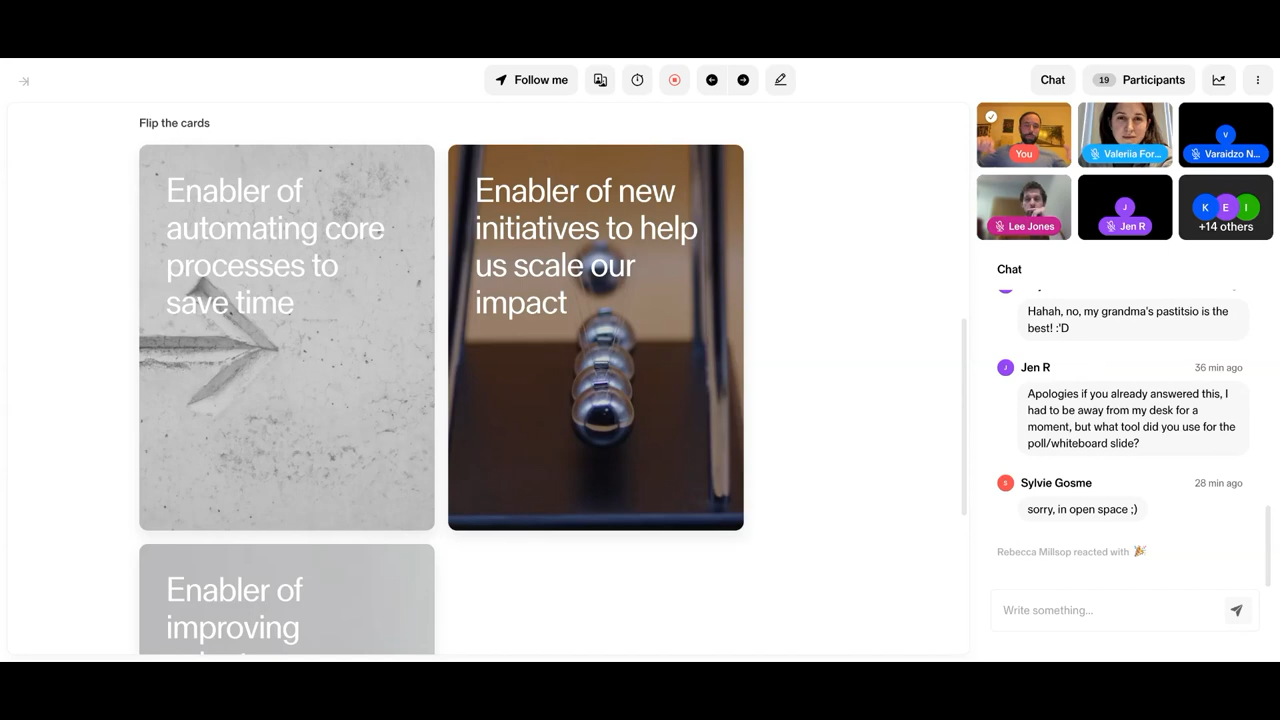 Follow me
Chat
19 Participants
Flip the cards
Enabler of
automating core
processes to
save time
Enabler of new
initiatives to help
us scale our
impact
Enabler of
improving
You
Valeriia For...
V
Varaidzo N...
Lee Jones
J
Jen R
K E I
+14 others
Chat
Hahah, no, my grandma's pastitsio is the
best! :'D
J Jen R 36 min ago
Apologies if you already answered this, I
had to be away from my desk for a
moment, but what tool did you use for the
poll/whiteboard slide?
S Sylvie Gosme 28 min ago
sorry, in open space ;)
Rebecca Millsop reacted with 🎉
Write something...